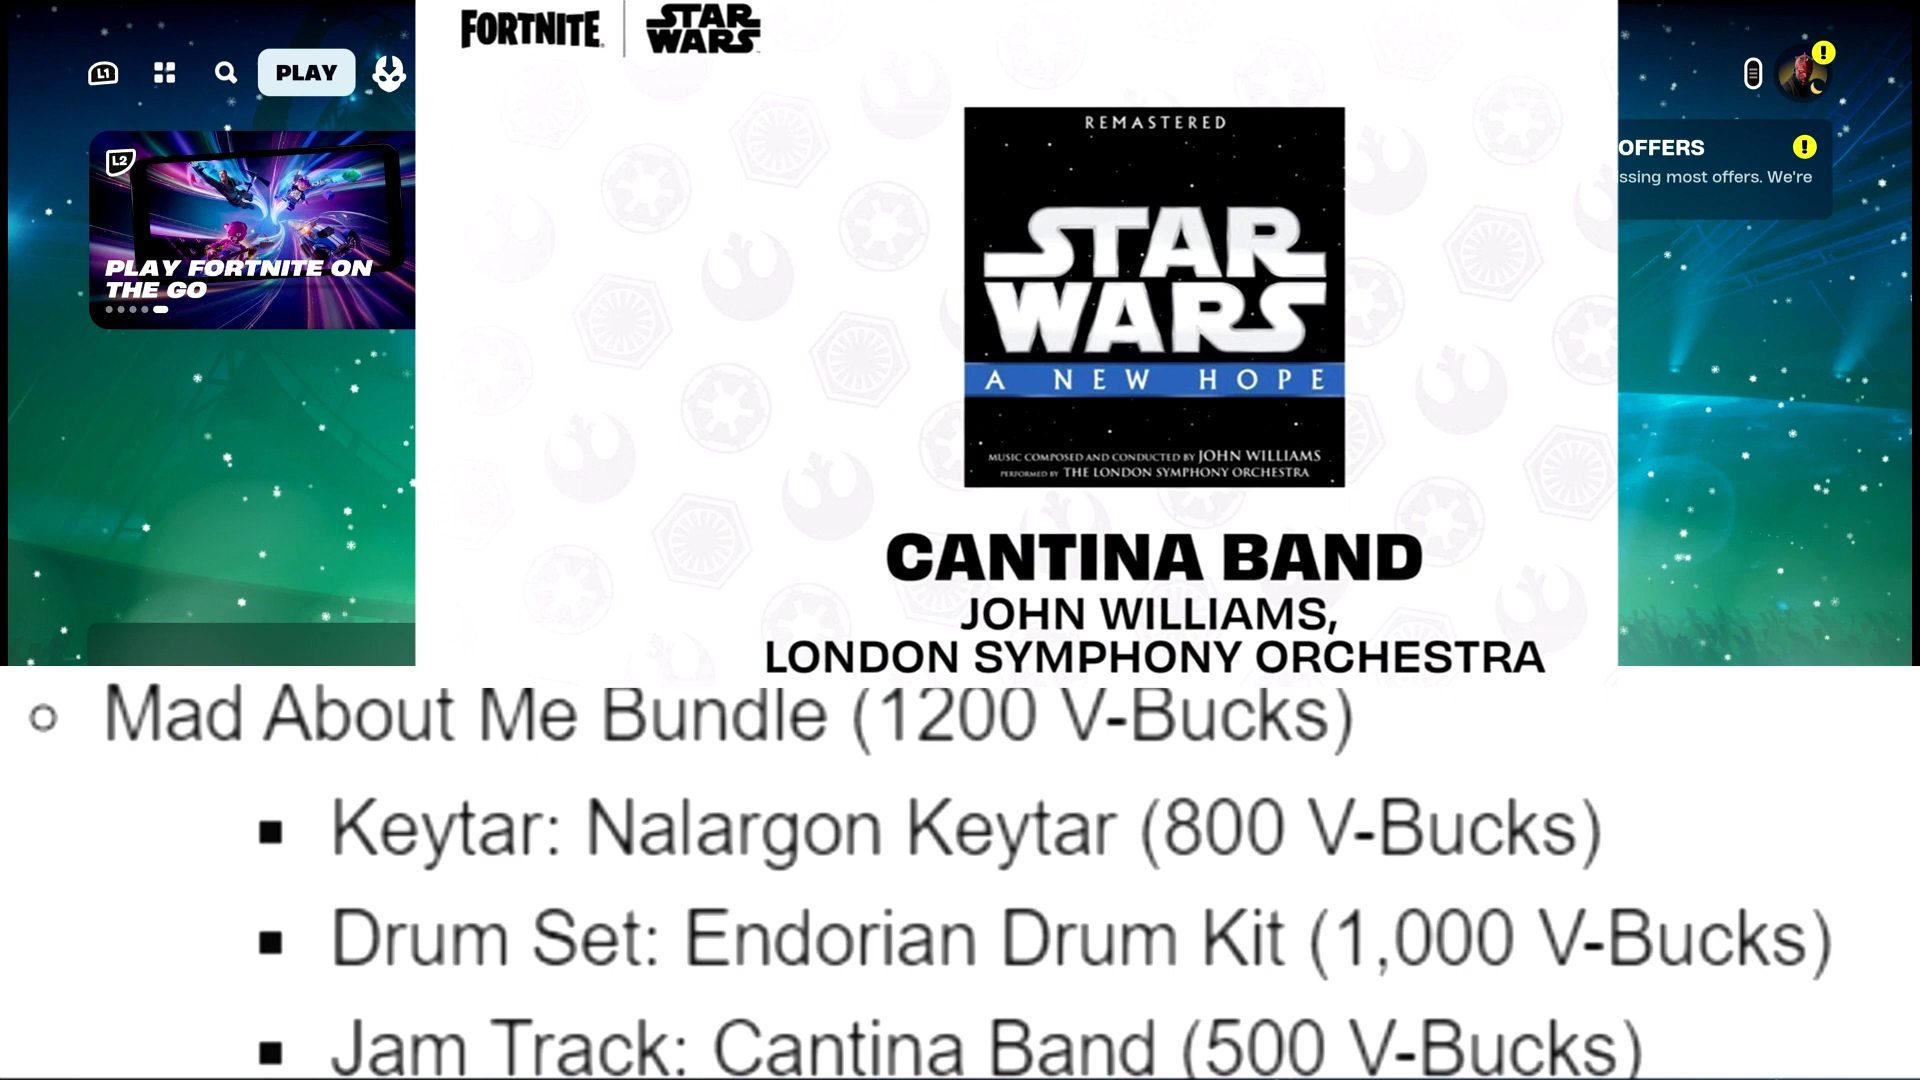 FORTNITE
STAR WARS
L1
PLAY
L2
PLAY FORTNITE ON
THE GO
OFFERS
!
!
ssing most offers. We're
REMASTERED
STAR
WARS
A NEW HOPE
MUSIC COMPOSED AND CONDUCTED BY JOHN WILLIAMS
PERFORMED BY THE LONDON SYMPHONY ORCHESTRA
CANTINA BAND
JOHN WILLIAMS,
LONDON SYMPHONY ORCHESTRA
Mad About Me Bundle (1200 V-Bucks)
Keytar: Nalargon Keytar (800 V-Bucks)
Drum Set: Endorian Drum Kit (1,000 V-Bucks)
Jam Track: Cantina Band (500 V-Bucks)